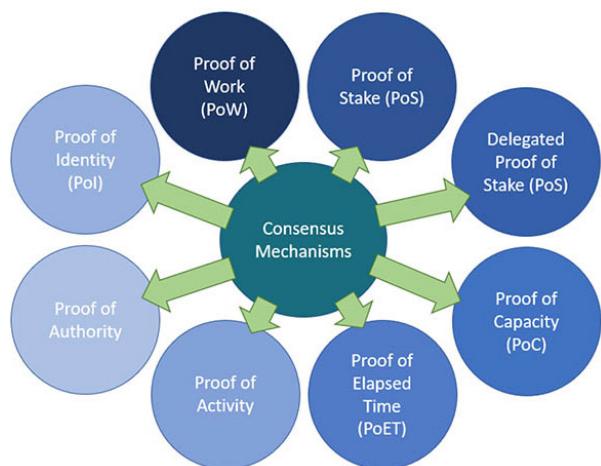 Proof of
Work
(PoW)
Proof of
Stake (PoS)
Delegated
Proof of
Stake (PoS)
Proof of
Capacity
(PoC)
Proof of
Elapsed
Time
(PoET)
Proof of
Activity
Proof of
Authority
Proof of
Identity
(PoI)
Consensus
Mechanisms